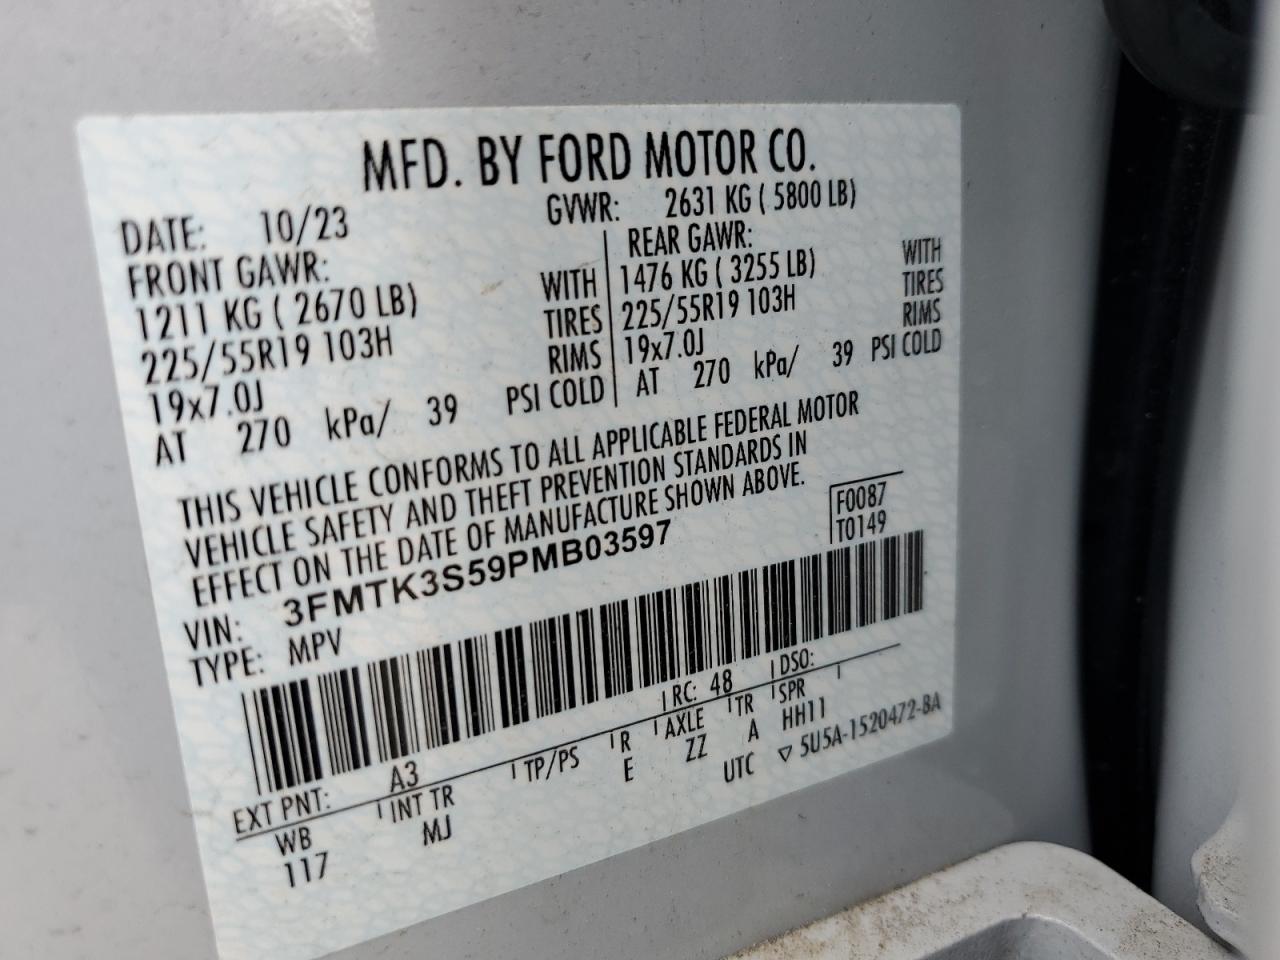 MFD. BY FORD MOTOR CO.
DATE: 10/23 GVWR: 2631 KG ( 5800 LB)
FRONT GAWR: REAR GAWR:
1211 KG ( 2670 LB) WITH 1476 KG ( 3255 LB) WITH
225/55R19 103H TIRES 225/55R19 103H TIRES
19x7.0J RIMS 19x7.0J RIMS
AT 270 kPa/ 39 PSI COLD AT 270 kPa/ 39 PSI COLD
THIS VEHICLE CONFORMS TO ALL APPLICABLE FEDERAL MOTOR
VEHICLE SAFETY AND THEFT PREVENTION STANDARDS IN
EFFECT ON THE DATE OF MANUFACTURE SHOWN ABOVE.
F0087
T0149
VIN: 3FMTK3S59PMB03597
TYPE: MPV
EXT PNT: A3 RC: 48 DSO:
WB INT TR TP/PS R AXLE TR SPR
117 MJ E ZZ A HH11
UTC ▽ 5U5A-1520472-BA